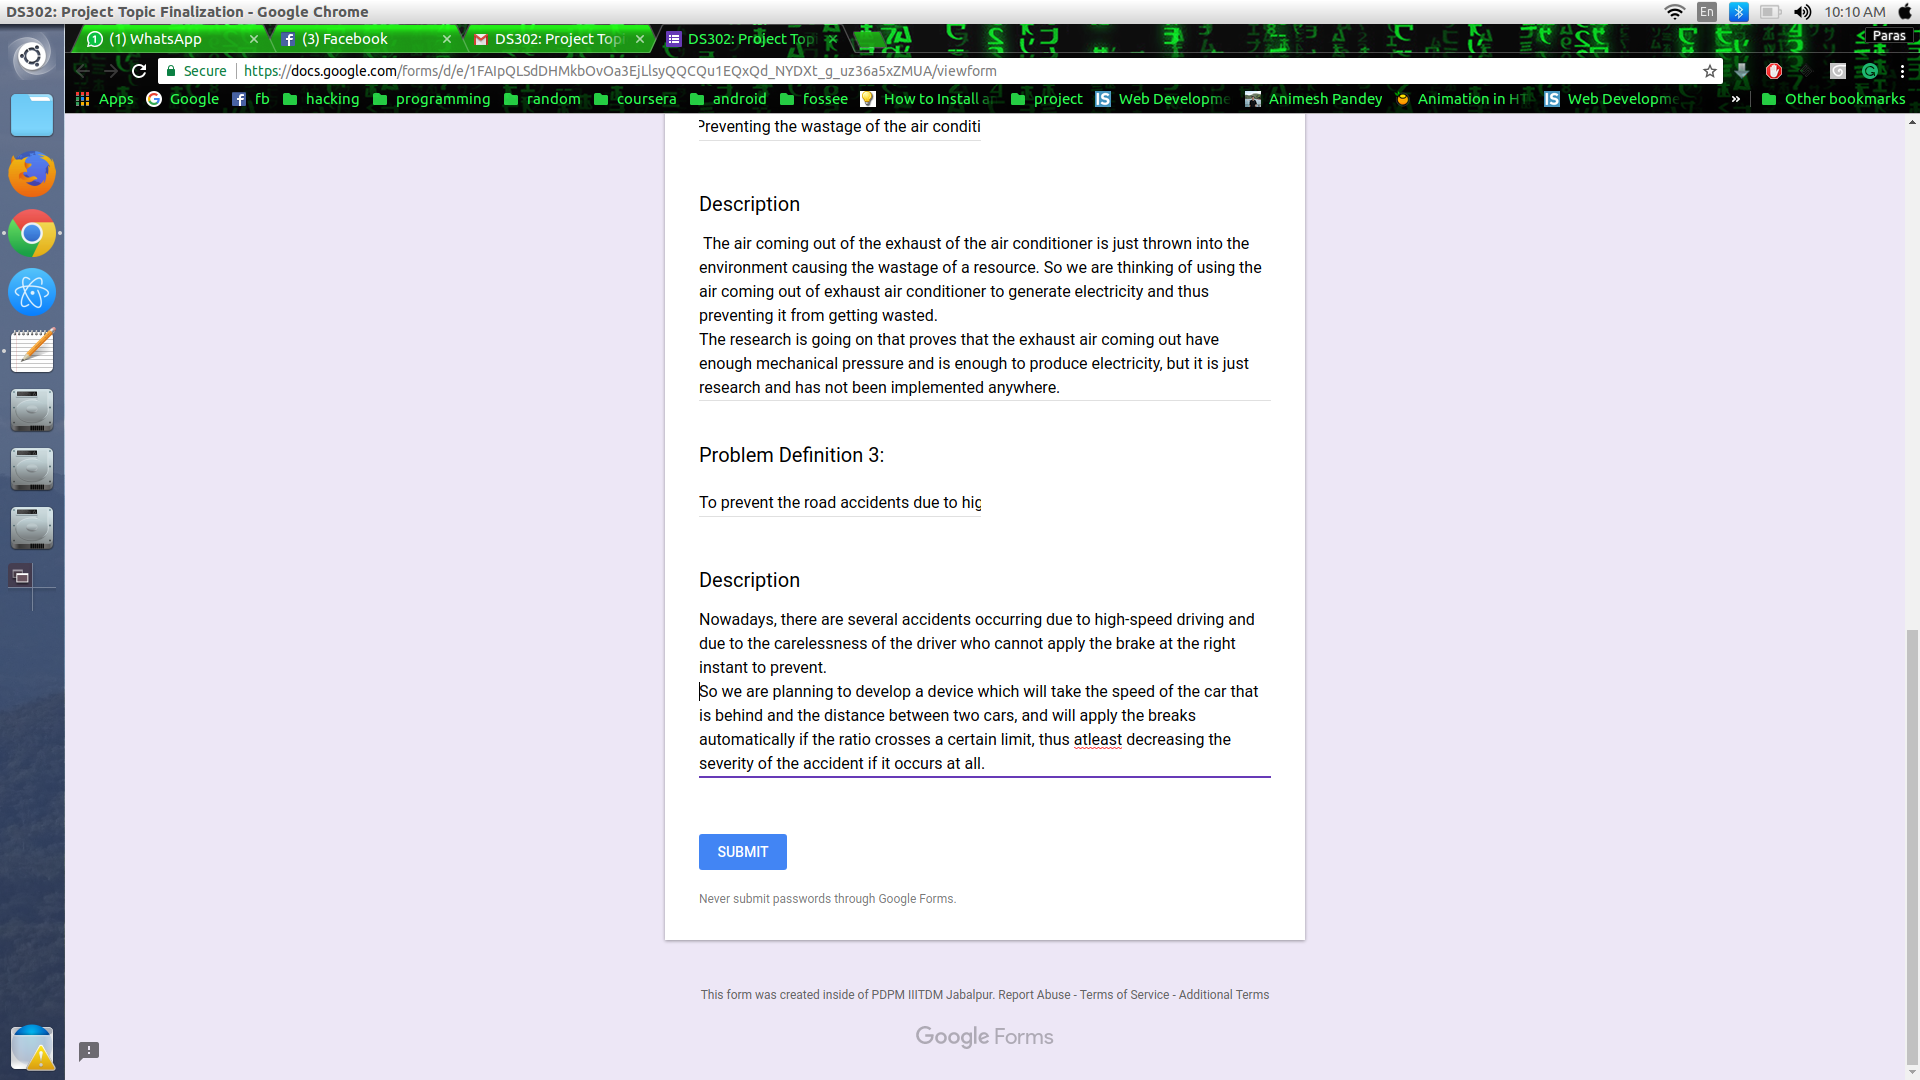 DS302: Project Topic Finalization - Google Chrome
En
10:10 AM
(1) WhatsApp
(3) Facebook
DS302: Project Top
DS302: Project Top
Paras
Secure
https://docs.google.com/forms/d/e/1FAIpQLSdDHMkbOvOa3EjLlsyQQCQu1EQxQd_NYDXt_g_uz36a5xZMUA/viewform
Apps
Google
fb
hacking
programming
random
coursera
android
fossee
How to Install a
project
Web Developme
Animesh Pandey
Animation in HT
Web Developme
»
Other bookmarks
Preventing the wastage of the air conditi
Description
The air coming out of the exhaust of the air conditioner is just thrown into the
environment causing the wastage of a resource. So we are thinking of using the
air coming out of exhaust air conditioner to generate electricity and thus
preventing it from getting wasted.
The research is going on that proves that the exhaust air coming out have
enough mechanical pressure and is enough to produce electricity, but it is just
research and has not been implemented anywhere.
Problem Definition 3:
To prevent the road accidents due to hig
Description
Nowadays, there are several accidents occurring due to high-speed driving and
due to the carelessness of the driver who cannot apply the brake at the right
instant to prevent.
So we are planning to develop a device which will take the speed of the car that
is behind and the distance between two cars, and will apply the breaks
automatically if the ratio crosses a certain limit, thus atleast decreasing the
severity of the accident if it occurs at all.
SUBMIT
Never submit passwords through Google Forms.
This form was created inside of PDPM IIITDM Jabalpur. Report Abuse - Terms of Service - Additional Terms
Google Forms